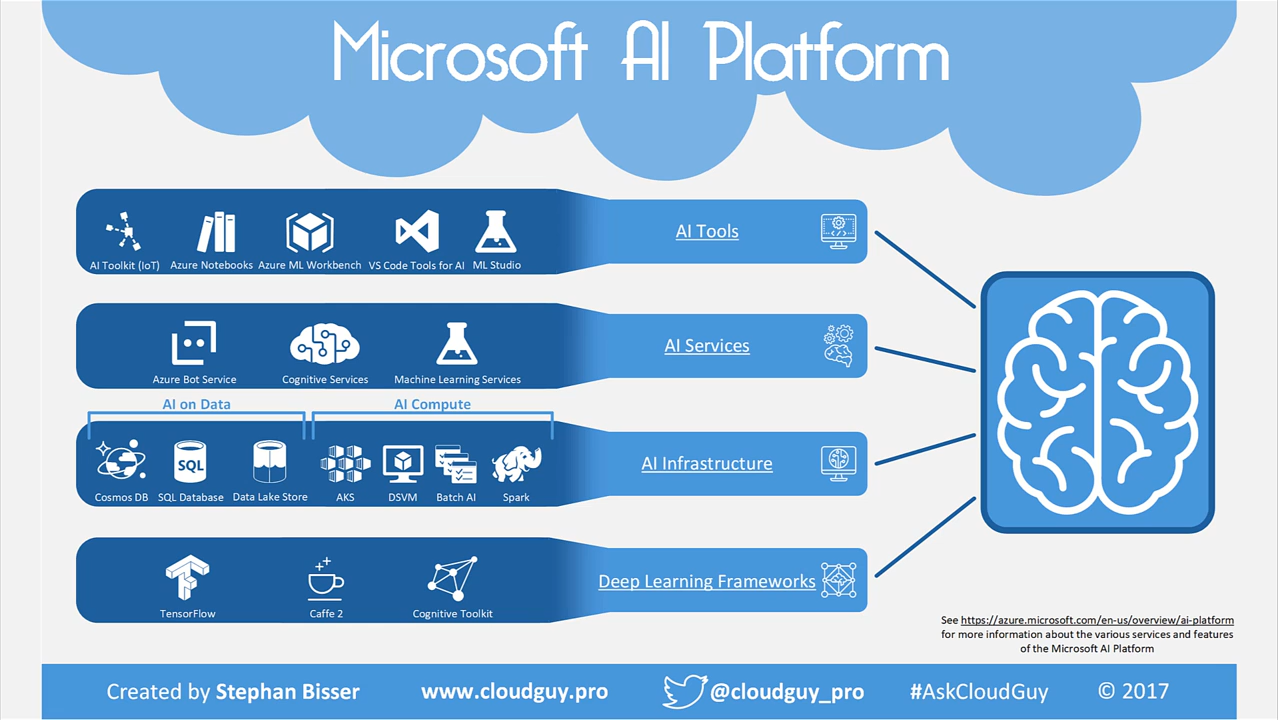 Microsoft AI Platform
AI Toolkit (IoT) Azure Notebooks Azure ML Workbench VS Code Tools for AI ML Studio
AI Tools
Azure Bot Service Cognitive Services Machine Learning Services
AI Services
AI on Data AI Compute
SQL
Cosmos DB SQL Database Data Lake Store AKS DSVM Batch AI Spark
AI Infrastructure
TensorFlow Caffe 2 Cognitive Toolkit
Deep Learning Frameworks
See https://azure.microsoft.com/en-us/overview/ai-platform
for more information about the various services and features
of the Microsoft AI Platform
Created by Stephan Bisser www.cloudguy.pro @cloudguy_pro #AskCloudGuy © 2017